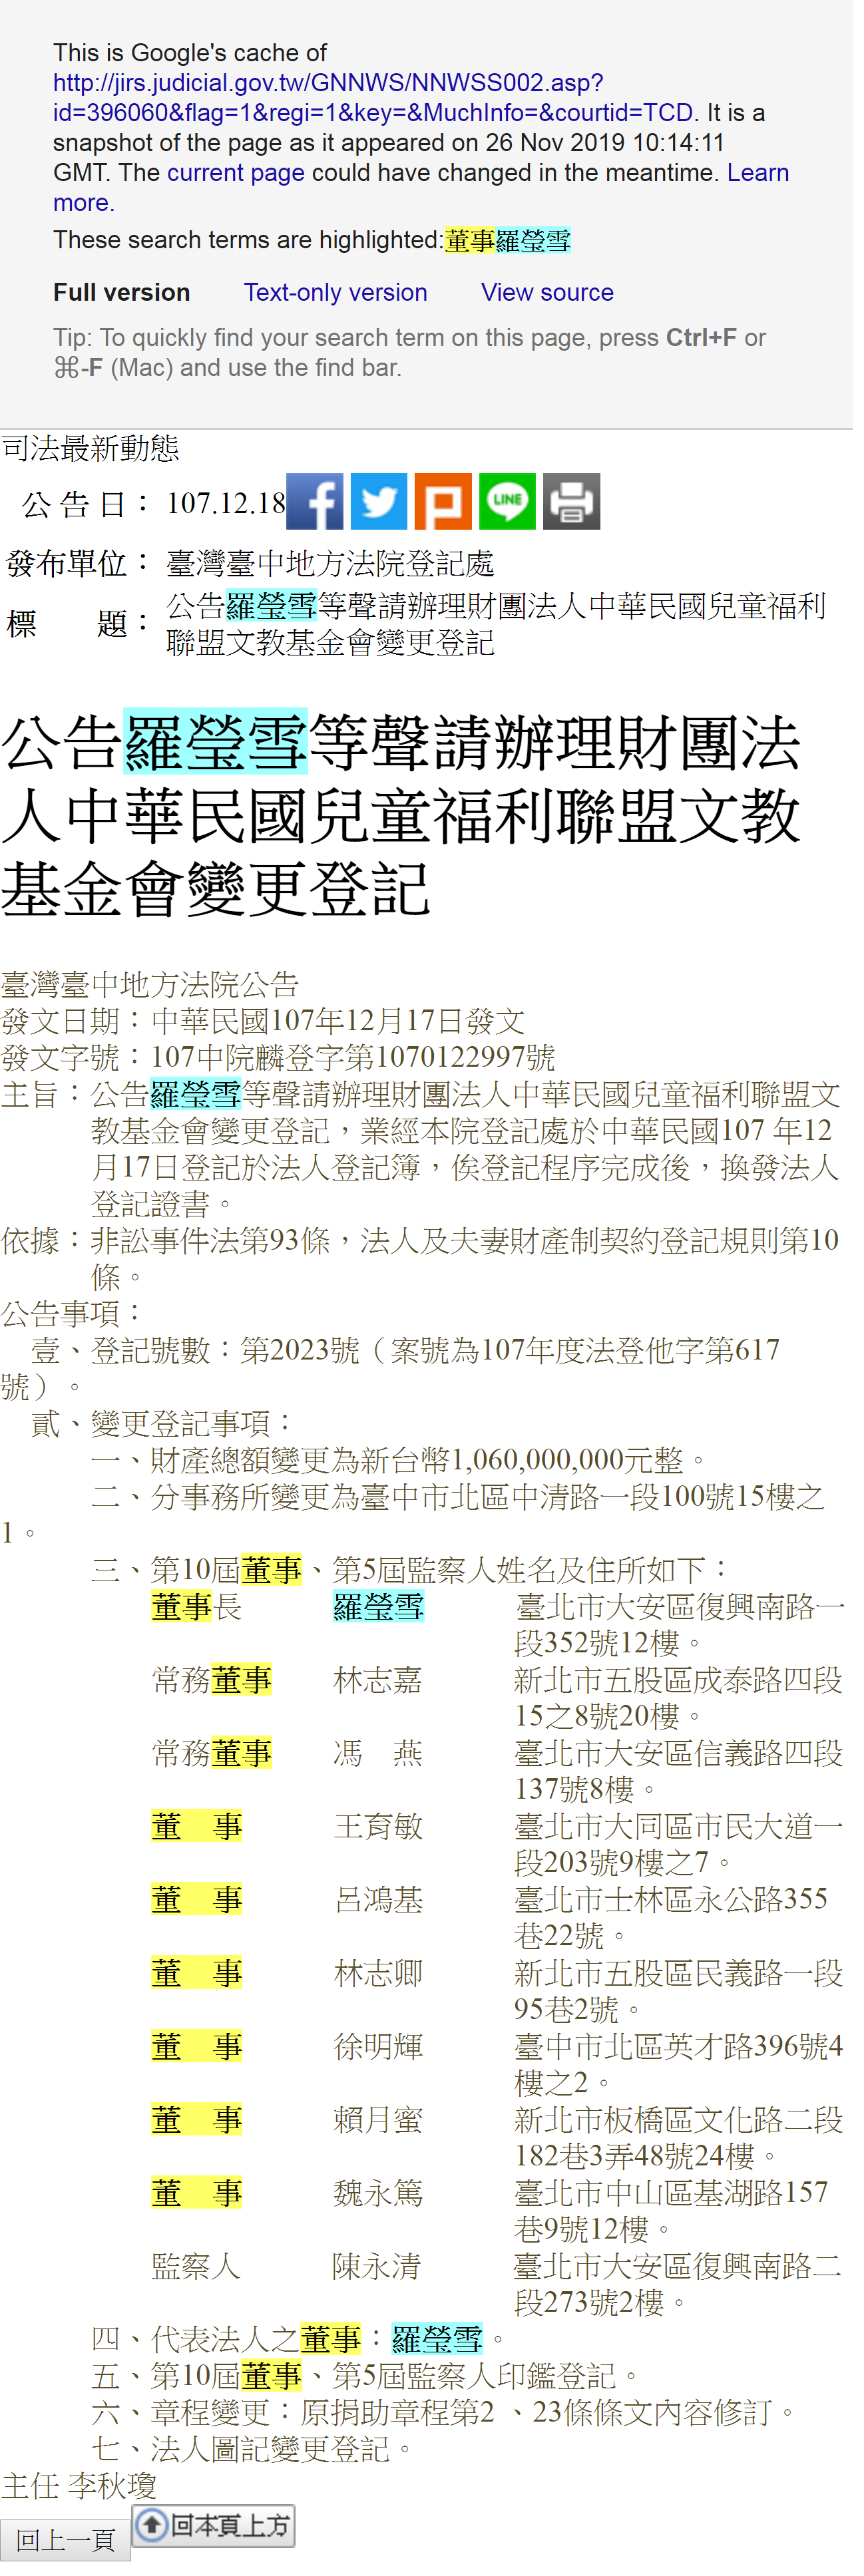 This is Google's cache of
http://jirs.judicial.gov.tw/GNNWS/NNWSS002.asp?
id=396060&flag=1&regi=1&key=&MuchInfo=&courtid=TCD. It is a
snapshot of the page as it appeared on 26 Nov 2019 10:14:11
GMT. The current page could have changed in the meantime. Learn
more.
These search terms are highlighted:董事羅瑩雪
Full version Text-only version View source
Tip: To quickly find your search term on this page, press Ctrl+F or
⌘-F (Mac) and use the find bar.
司法最新動態
公 告 日： 107.12.18
LINE
發布單位： 臺灣臺中地方法院登記處
標　　題： 公告羅瑩雪等聲請辦理財團法人中華民國兒童福利
聯盟文教基金會變更登記
公告羅瑩雪等聲請辦理財團法
人中華民國兒童福利聯盟文教
基金會變更登記
臺灣臺中地方法院公告
發文日期：中華民國107年12月17日發文
發文字號：107中院麟登字第1070122997號
主旨：公告羅瑩雪等聲請辦理財團法人中華民國兒童福利聯盟文
教基金會變更登記，業經本院登記處於中華民國107 年12
月17日登記於法人登記簿，俟登記程序完成後，換發法人
登記證書。
依據：非訟事件法第93條，法人及夫妻財產制契約登記規則第10
條。
公告事項：
壹、登記號數：第2023號（案號為107年度法登他字第617
號）。
貳、變更登記事項：
一、財產總額變更為新台幣1,060,000,000元整。
二、分事務所變更為臺中市北區中清路一段100號15樓之
1。
三、第10屆董事、第5屆監察人姓名及住所如下：
董事長　羅瑩雪　臺北市大安區復興南路一
段352號12樓。
常務董事　林志嘉　新北市五股區成泰路四段
15之8號20樓。
常務董事　馮　燕　臺北市大安區信義路四段
137號8樓。
董　事　王育敏　臺北市大同區市民大道一
段203號9樓之7。
董　事　呂鴻基　臺北市士林區永公路355
巷22號。
董　事　林志卿　新北市五股區民義路一段
95巷2號。
董　事　徐明輝　臺中市北區英才路396號4
樓之2。
董　事　賴月蜜　新北市板橋區文化路二段
182巷3弄48號24樓。
董　事　魏永篤　臺北市中山區基湖路157
巷9號12樓。
監察人　陳永清　臺北市大安區復興南路二
段273號2樓。
四、代表法人之董事：羅瑩雪。
五、第10屆董事、第5屆監察人印鑑登記。
六、章程變更：原捐助章程第2 、23條條文內容修訂。
七、法人圖記變更登記。
主任 李秋瓊
回上一頁 回本頁上方